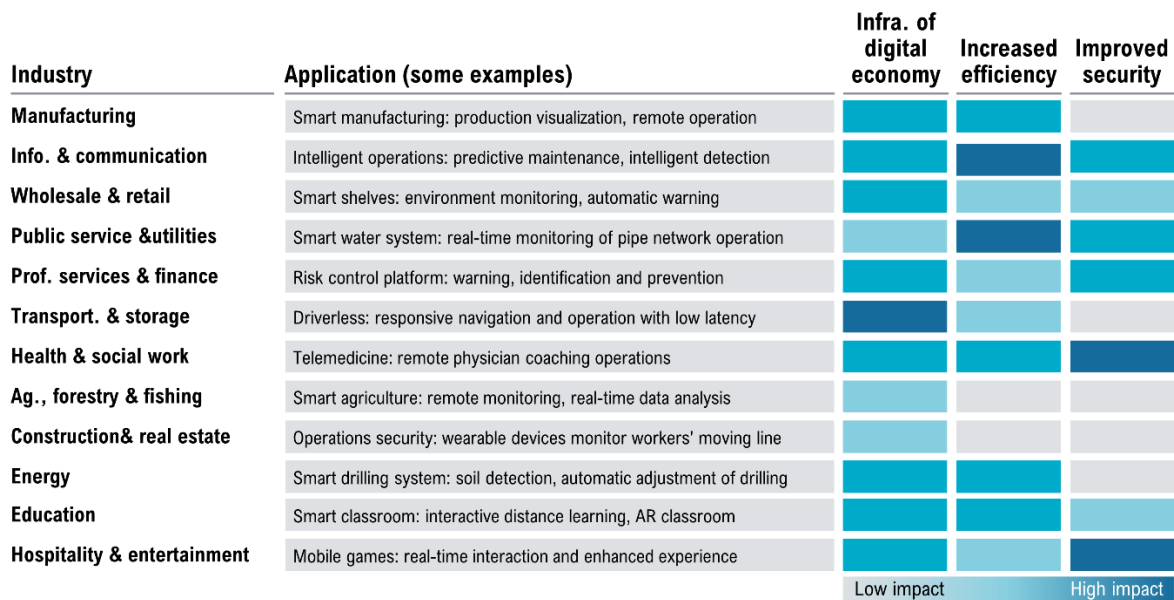 Infra. of
digital
economy
Increased
efficiency
Improved
security
Industry
Application (some examples)
Manufacturing
Smart manufacturing: production visualization, remote operation
Info. & communication
Intelligent operations: predictive maintenance, intelligent detection
Wholesale & retail
Smart shelves: environment monitoring, automatic warning
Public service &utilities
Smart water system: real-time monitoring of pipe network operation
Prof. services & finance
Risk control platform: warning, identification and prevention
Transport. & storage
Driverless: responsive navigation and operation with low latency
Health & social work
Telemedicine: remote physician coaching operations
Ag., forestry & fishing
Smart agriculture: remote monitoring, real-time data analysis
Construction& real estate
Operations security: wearable devices monitor workers’ moving line
Energy
Smart drilling system: soil detection, automatic adjustment of drilling
Education
Smart classroom: interactive distance learning, AR classroom
Hospitality & entertainment
Mobile games: real-time interaction and enhanced experience
Low impact
High impact